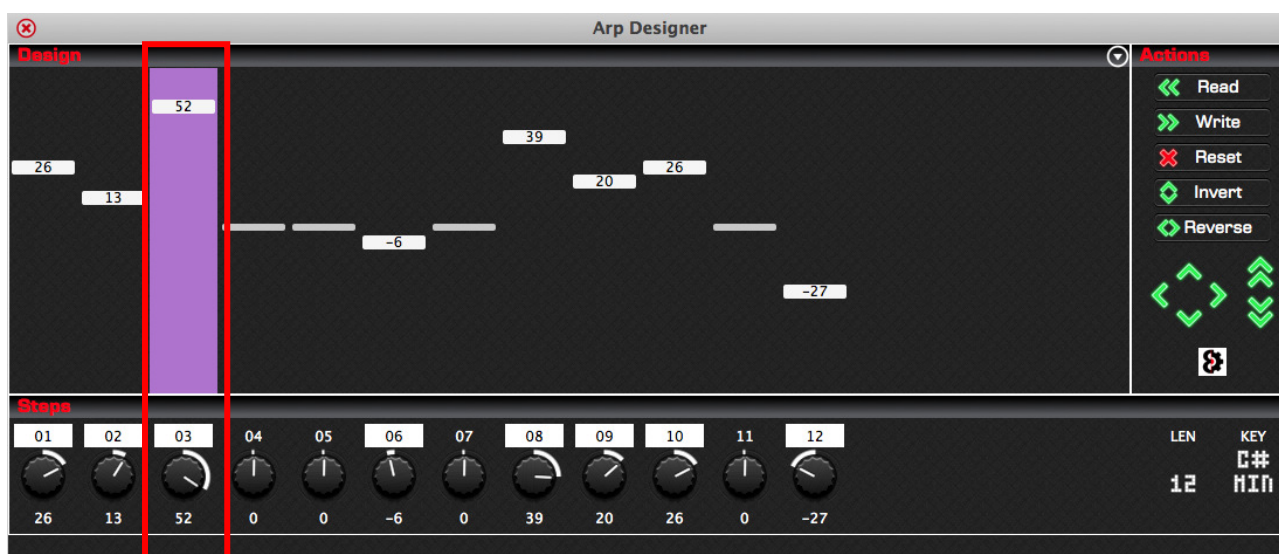 Arp Designer
Design
Actions
52
39
26
13
20
26
-6
-27
Read
Write
Reset
Invert
Reverse
Steps
01 02 03 04 05 06 07 08 09 10 11 12
26 13 52 0 0 -6 0 39 20 26 0 -27
LEN KEY
12 C# MIN